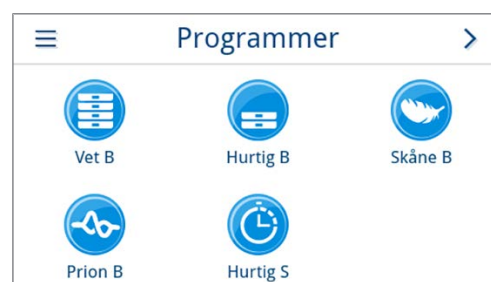 Programmer
Vet B
Hurtig B
Skåne B
Prion B
Hurtig S